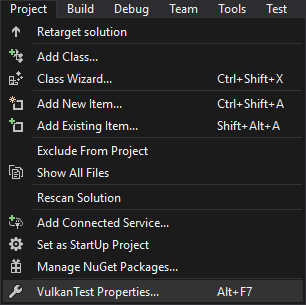 Project Build Debug Team Tools Test
Retarget solution
Add Class...
Class Wizard... Ctrl+Shift+X
Add New Item... Ctrl+Shift+A
Add Existing Item... Shift+Alt+A
Exclude From Project
Show All Files
Rescan Solution
Add Connected Service...
Set as StartUp Project
Manage NuGet Packages...
VulkanTest Properties... Alt+F7